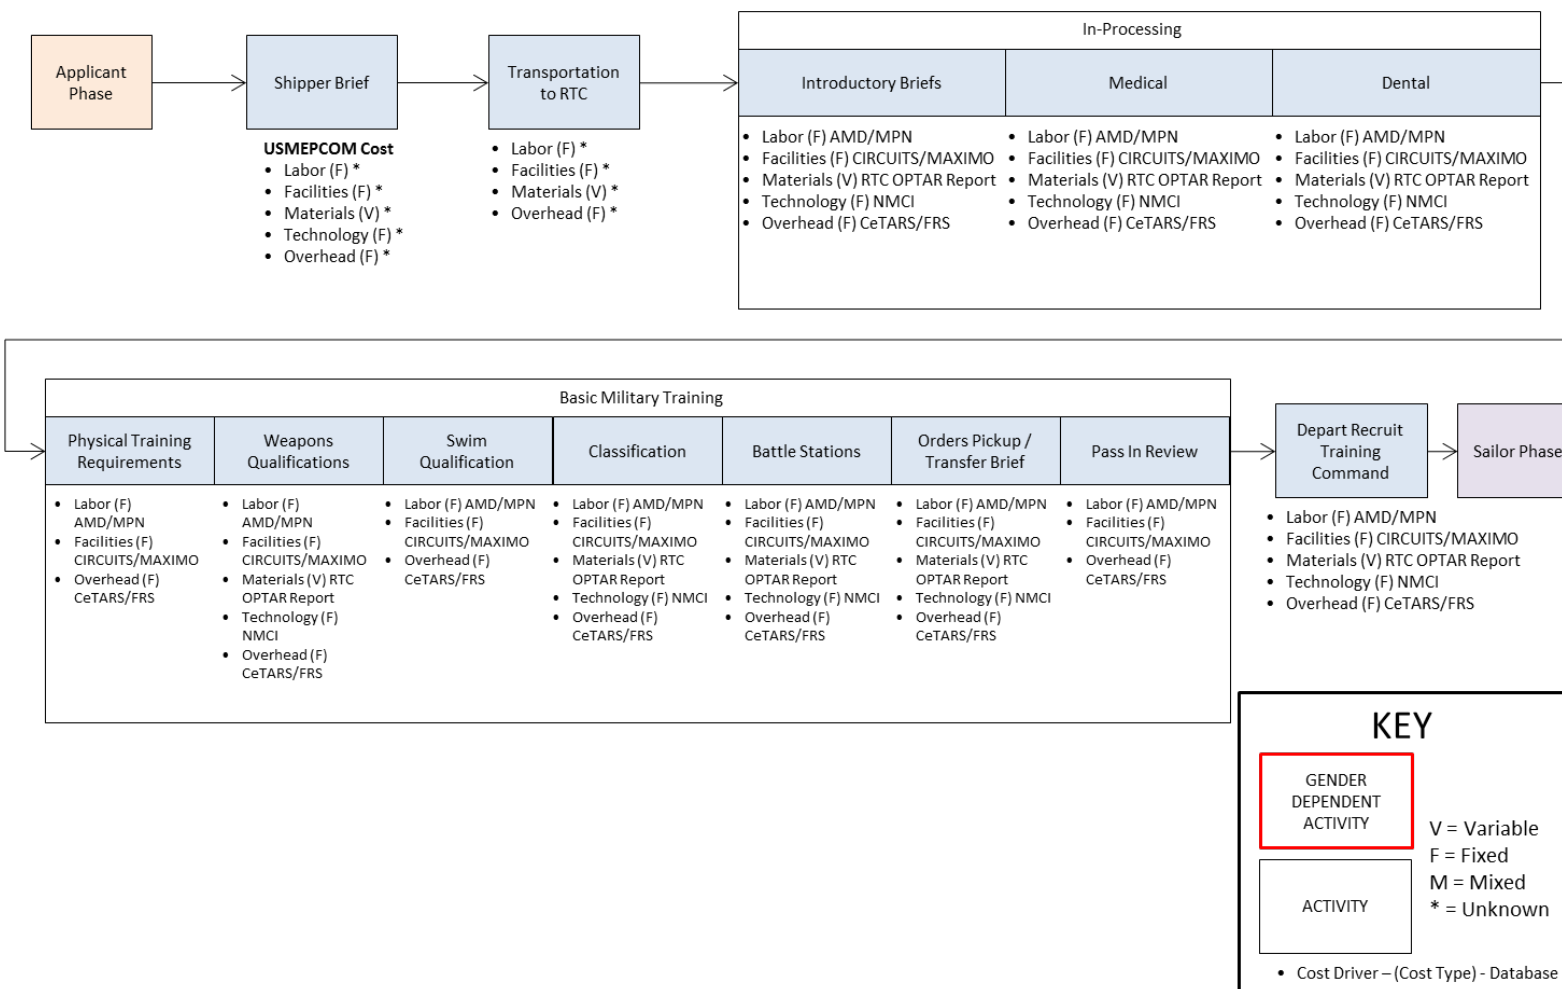 Applicant
Phase
Shipper Brief
Transportation
to RTC
In-Processing
Introductory Briefs
Medical
Dental
USMEPCOM Cost
• Labor (F) *
• Facilities (F) *
• Materials (V) *
• Technology (F) *
• Overhead (F) *
• Labor (F) *
• Facilities (F) *
• Materials (V) *
• Overhead (F) *
• Labor (F) AMD/MPN
• Facilities (F) CIRCUITS/MAXIMO
• Materials (V) RTC OPTAR Report
• Technology (F) NMCI
• Overhead (F) CeTARS/FRS
• Labor (F) AMD/MPN
• Facilities (F) CIRCUITS/MAXIMO
• Materials (V) RTC OPTAR Report
• Technology (F) NMCI
• Overhead (F) CeTARS/FRS
• Labor (F) AMD/MPN
• Facilities (F) CIRCUITS/MAXIMO
• Materials (V) RTC OPTAR Report
• Technology (F) NMCI
• Overhead (F) CeTARS/FRS
Basic Military Training
Physical Training
Requirements
Weapons
Qualifications
Swim
Qualification
Classification
Battle Stations
Orders Pickup /
Transfer Brief
Pass In Review
Depart Recruit
Training
Command
Sailor Phase
• Labor (F)
AMD/MPN
• Facilities (F)
CIRCUITS/MAXIMO
• Overhead (F)
CeTARS/FRS
• Labor (F)
AMD/MPN
• Facilities (F)
CIRCUITS/MAXIMO
• Materials (V) RTC
OPTAR Report
• Technology (F)
NMCI
• Overhead (F)
CeTARS/FRS
• Labor (F) AMD/MPN
• Facilities (F)
CIRCUITS/MAXIMO
• Overhead (F)
CeTARS/FRS
• Labor (F) AMD/MPN
• Facilities (F)
CIRCUITS/MAXIMO
• Materials (V) RTC
OPTAR Report
• Technology (F) NMCI
• Overhead (F)
CeTARS/FRS
• Labor (F) AMD/MPN
• Facilities (F)
CIRCUITS/MAXIMO
• Materials (V) RTC
OPTAR Report
• Technology (F) NMCI
• Overhead (F)
CeTARS/FRS
• Labor (F) AMD/MPN
• Facilities (F)
CIRCUITS/MAXIMO
• Materials (V) RTC
OPTAR Report
• Technology (F) NMCI
• Overhead (F)
CeTARS/FRS
• Labor (F) AMD/MPN
• Facilities (F)
CIRCUITS/MAXIMO
• Overhead (F)
CeTARS/FRS
• Labor (F) AMD/MPN
• Facilities (F) CIRCUITS/MAXIMO
• Materials (V) RTC OPTAR Report
• Technology (F) NMCI
• Overhead (F) CeTARS/FRS
KEY
GENDER
DEPENDENT
ACTIVITY
ACTIVITY
V = Variable
F = Fixed
M = Mixed
* = Unknown
• Cost Driver – (Cost Type) - Database